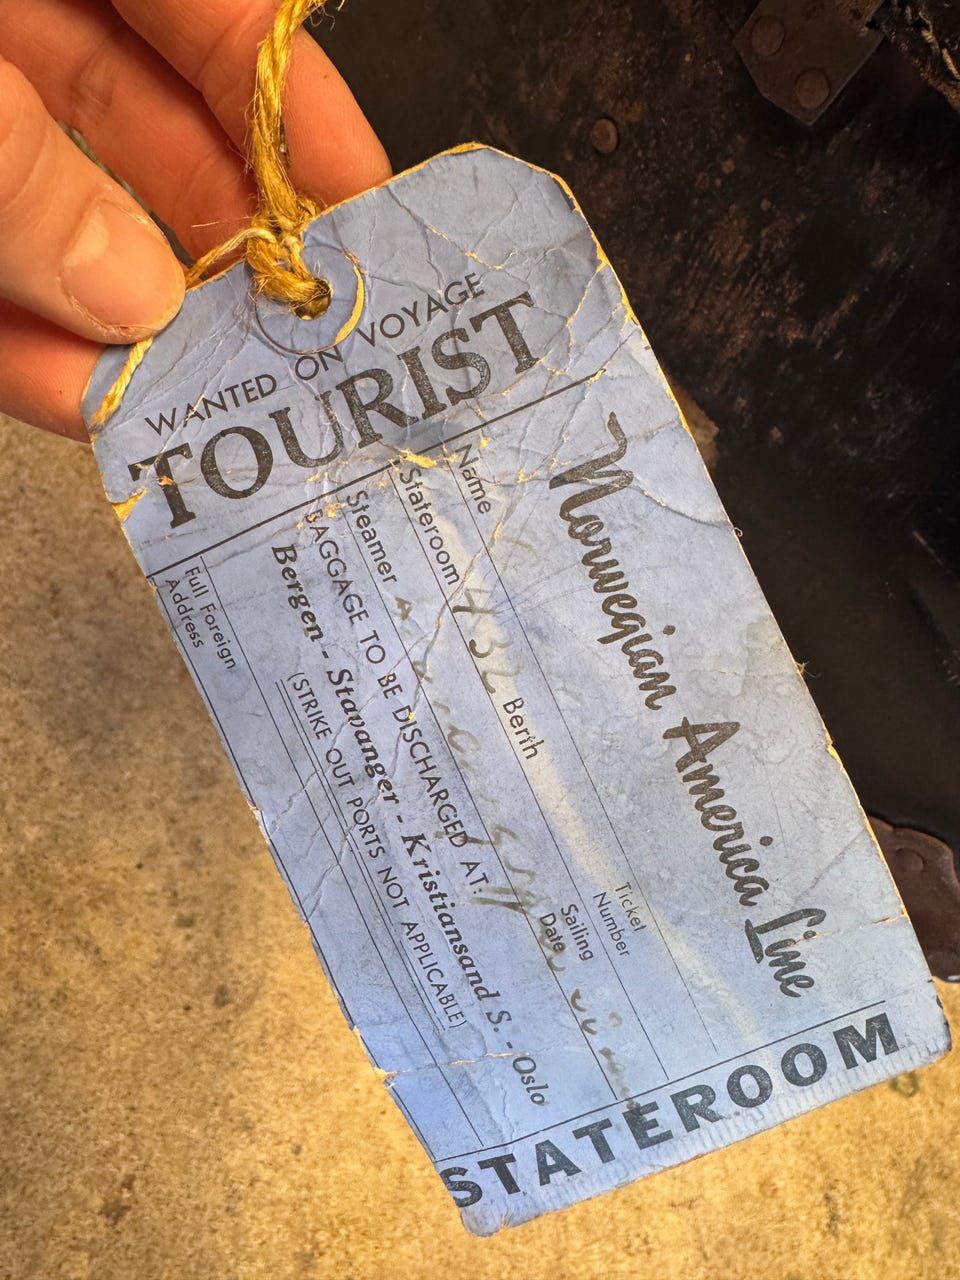 WANTED ON VOYAGE
TOURIST
Norwegian America Line
Name
Ticket Number
Stateroom 432 Berth
Sailing Date
Steamer
BAGGAGE TO BE DISCHARGED AT:
Bergen - Stavanger - Kristiansand S. - Oslo
(STRIKE OUT PORTS NOT APPLICABLE)
Full Foreign
Address
STATEROOM